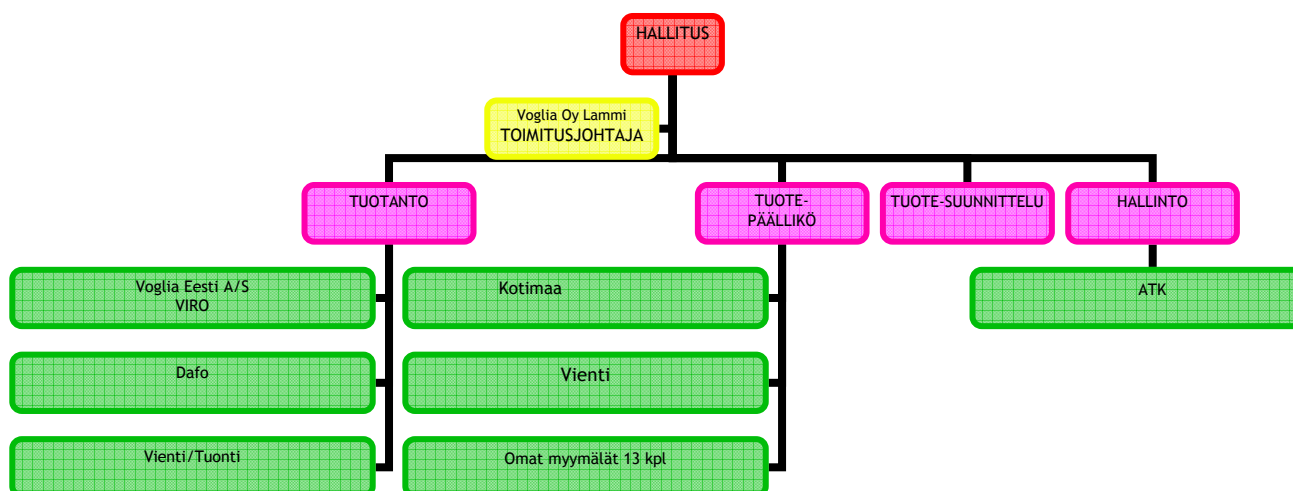 HALLITUS
Voglia Oy Lammi
TOIMITUSJOHTAJA
TUOTANTO
TUOTE-
PÄÄLLIKÖ
TUOTE-SUUNNITTELU
HALLINTO
Voglia Eesti A/S
VIRO
Kotimaa
ATK
Dafo
Vienti
Vienti/Tuonti
Omat myymälät 13 kpl